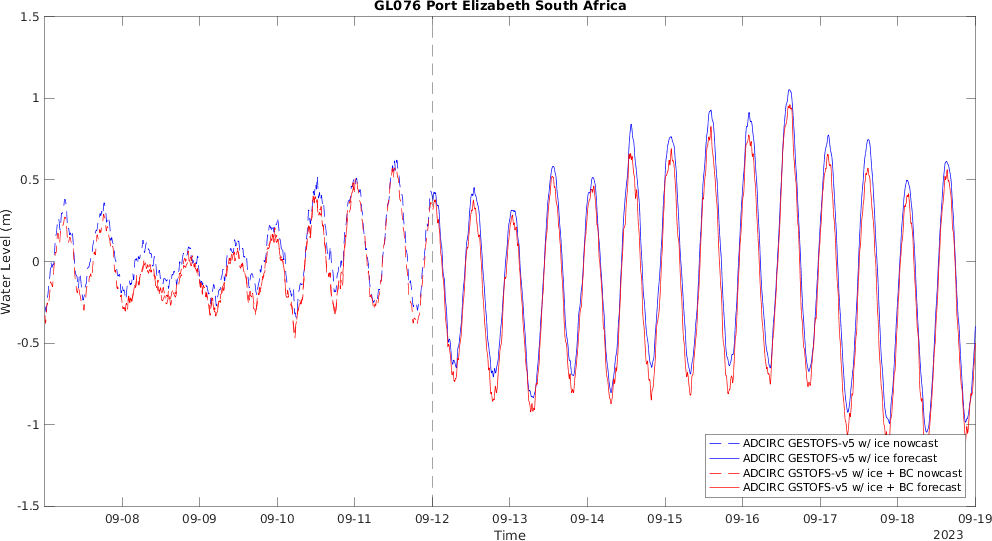 GL076 Port Elizabeth South Africa
1.5
1
0.5
0
-0.5
-1
-1.5
Water Level (m)
ADCIRC GESTOFS-v5 w/ ice nowcast
ADCIRC GESTOFS-v5 w/ ice forecast
ADCIRC GSTOFS-v5 w/ ice + BC nowcast
ADCIRC GSTOFS-v5 w/ ice + BC forecast
09-08 09-09 09-10 09-11 09-12 09-13 09-14 09-15 09-16 09-17 09-18 09-19
Time
2023